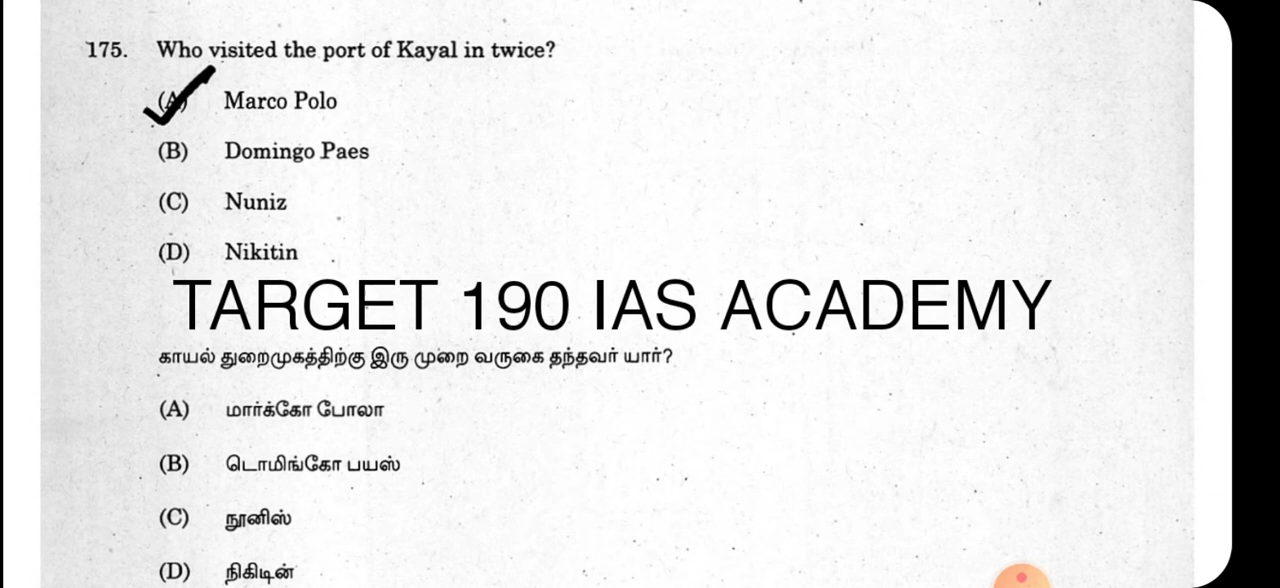 175. Who visited the port of Kayal in twice?
(A) Marco Polo
(B) Domingo Paes
(C) Nuniz
(D) Nikitin
TARGET 190 IAS ACADEMY
காயல் துறைமுகத்திற்கு இரு முறை வருகை தந்தவர் யார்?
(A) மார்க்கோ போலா
(B) டொமிங்கோ பயஸ்
(C) நூனிஸ்
(D) நிகிடின்